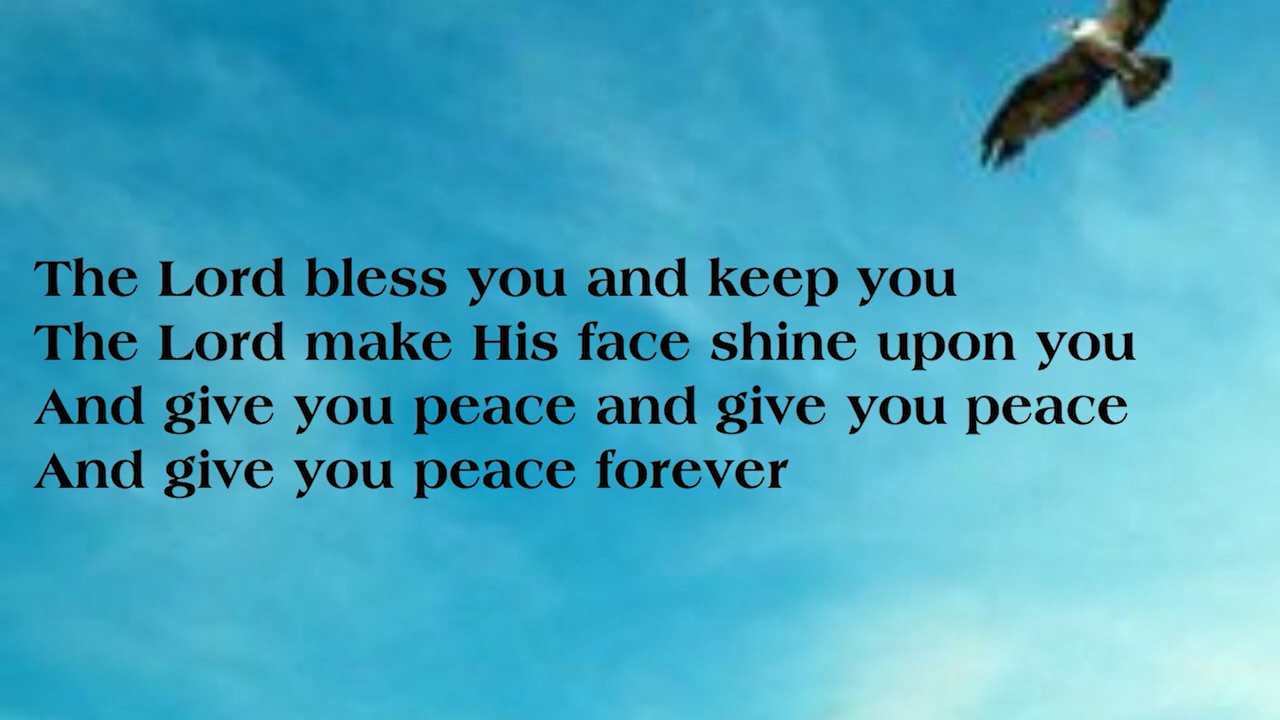 The Lord bless you and keep you
The Lord make His face shine upon you
And give you peace and give you peace
And give you peace forever